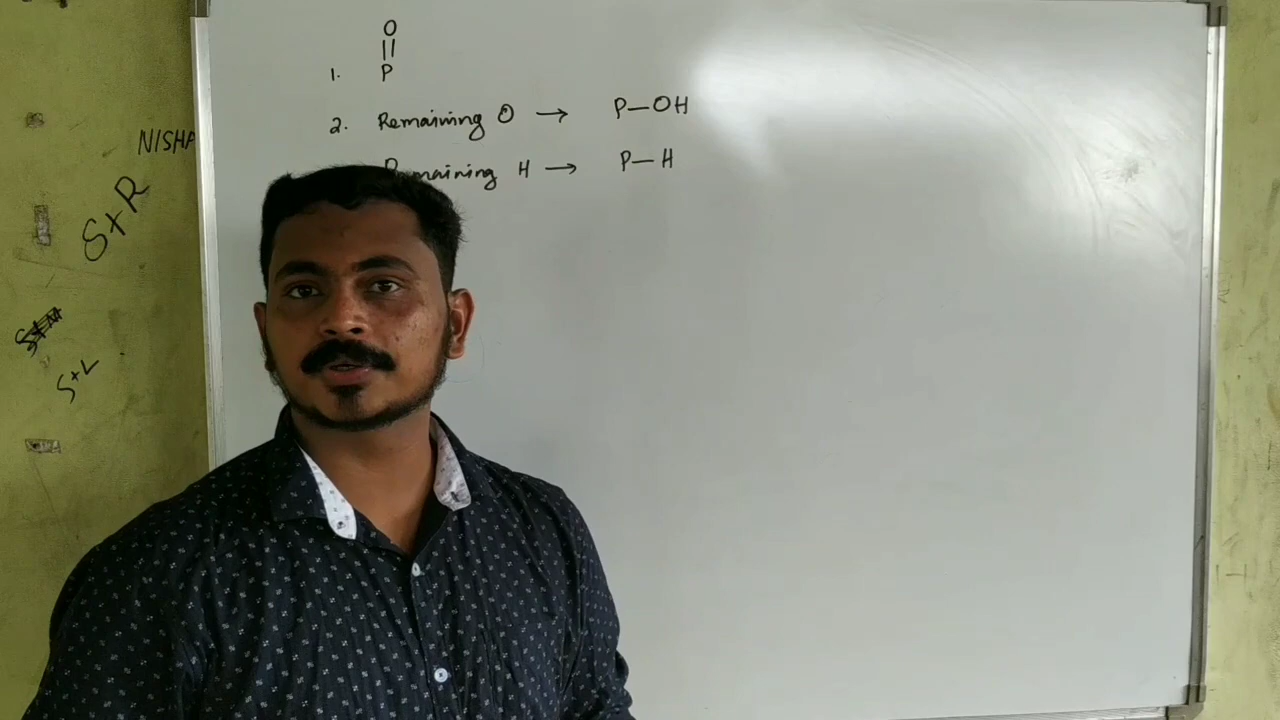 O
||
1. P
2. Remaining O → P—OH
Remaining H → P—H
NISHA
S+R
S+L